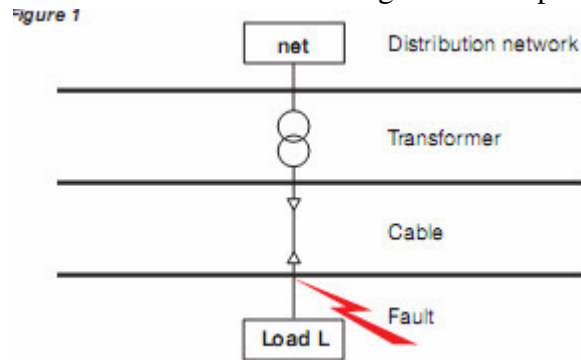 Figure 1
net
Distribution network
Transformer
Cable
Fault
Load L